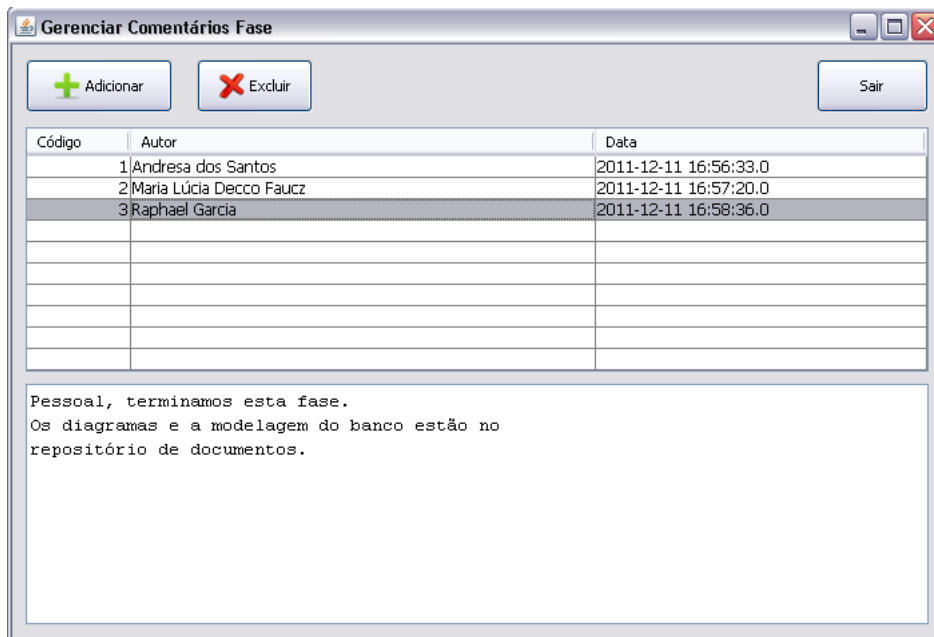 Gerenciar Comentários Fase
Adicionar Excluir Sair
Código Autor Data
1 Andresa dos Santos 2011-12-11 16:56:33.0
2 Maria Lúcia Decco Faucz 2011-12-11 16:57:20.0
3 Raphael Garcia 2011-12-11 16:58:36.0
Pessoal, terminamos esta fase.
Os diagramas e a modelagem do banco estão no
repositório de documentos.